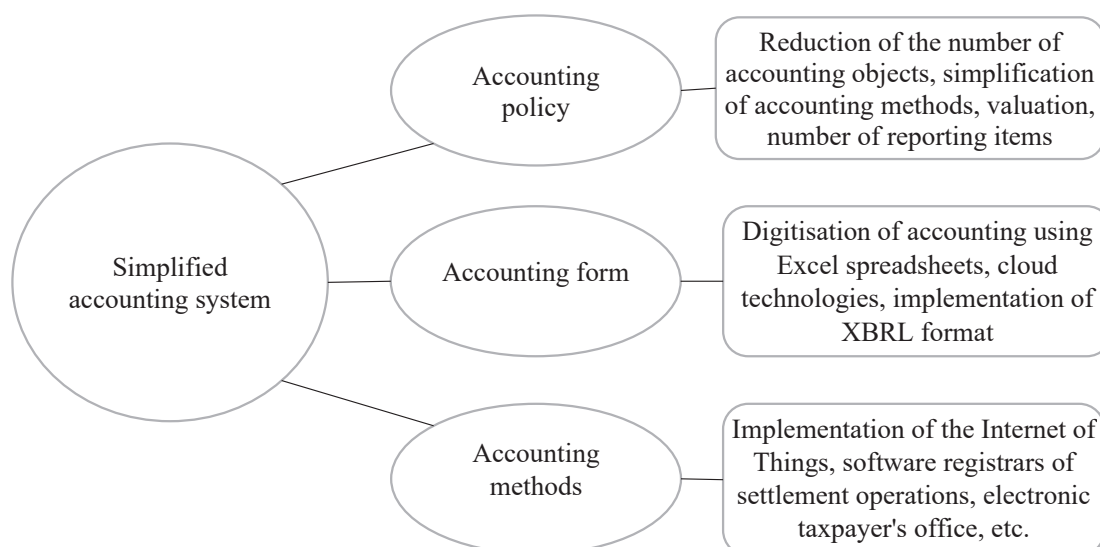 Simplified
accounting system
Accounting
policy
Reduction of the number of
accounting objects, simplification
of accounting methods, valuation,
number of reporting items
Accounting form
Digitisation of accounting using
Excel spreadsheets, cloud
technologies, implementation of
XBRL format
Accounting
methods
Implementation of the Internet of
Things, software registrars of
settlement operations, electronic
taxpayer's office, etc.